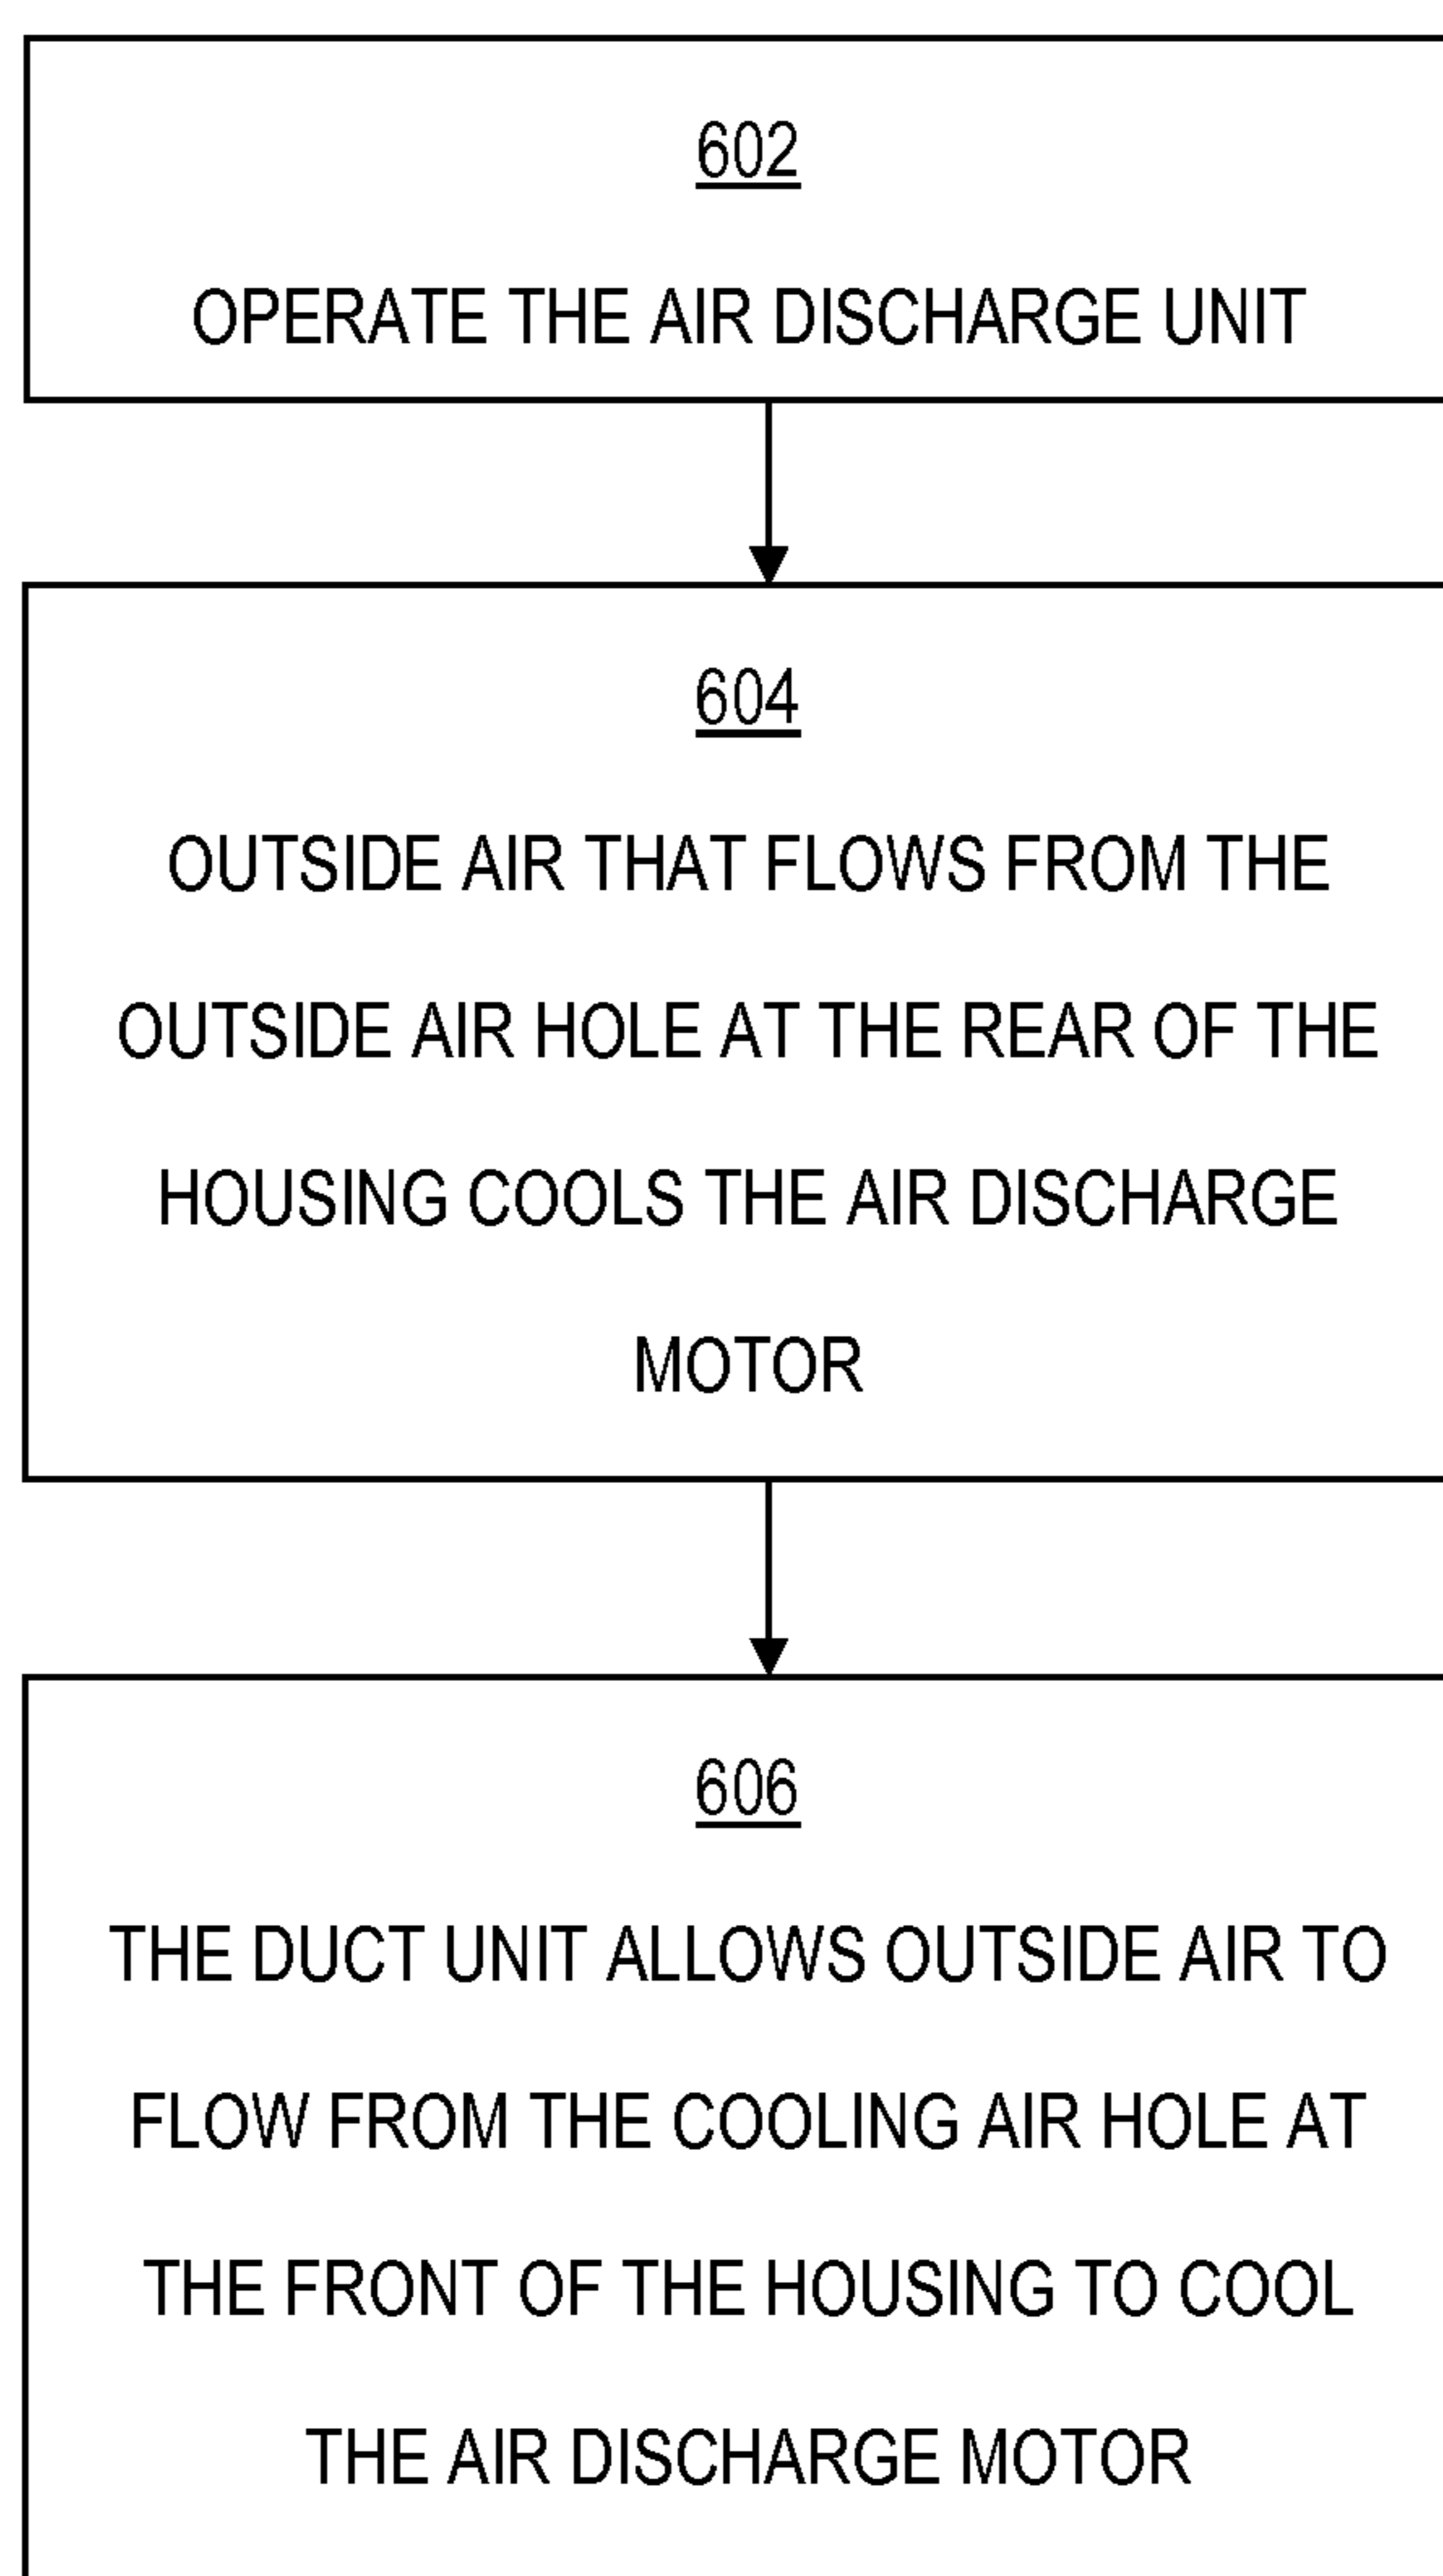 602
OPERATE THE AIR DISCHARGE UNIT
604
OUTSIDE AIR THAT FLOWS FROM THE
OUTSIDE AIR HOLE AT THE REAR OF THE
HOUSING COOLS THE AIR DISCHARGE
MOTOR
606
THE DUCT UNIT ALLOWS OUTSIDE AIR TO
FLOW FROM THE COOLING AIR HOLE AT
THE FRONT OF THE HOUSING TO COOL
THE AIR DISCHARGE MOTOR